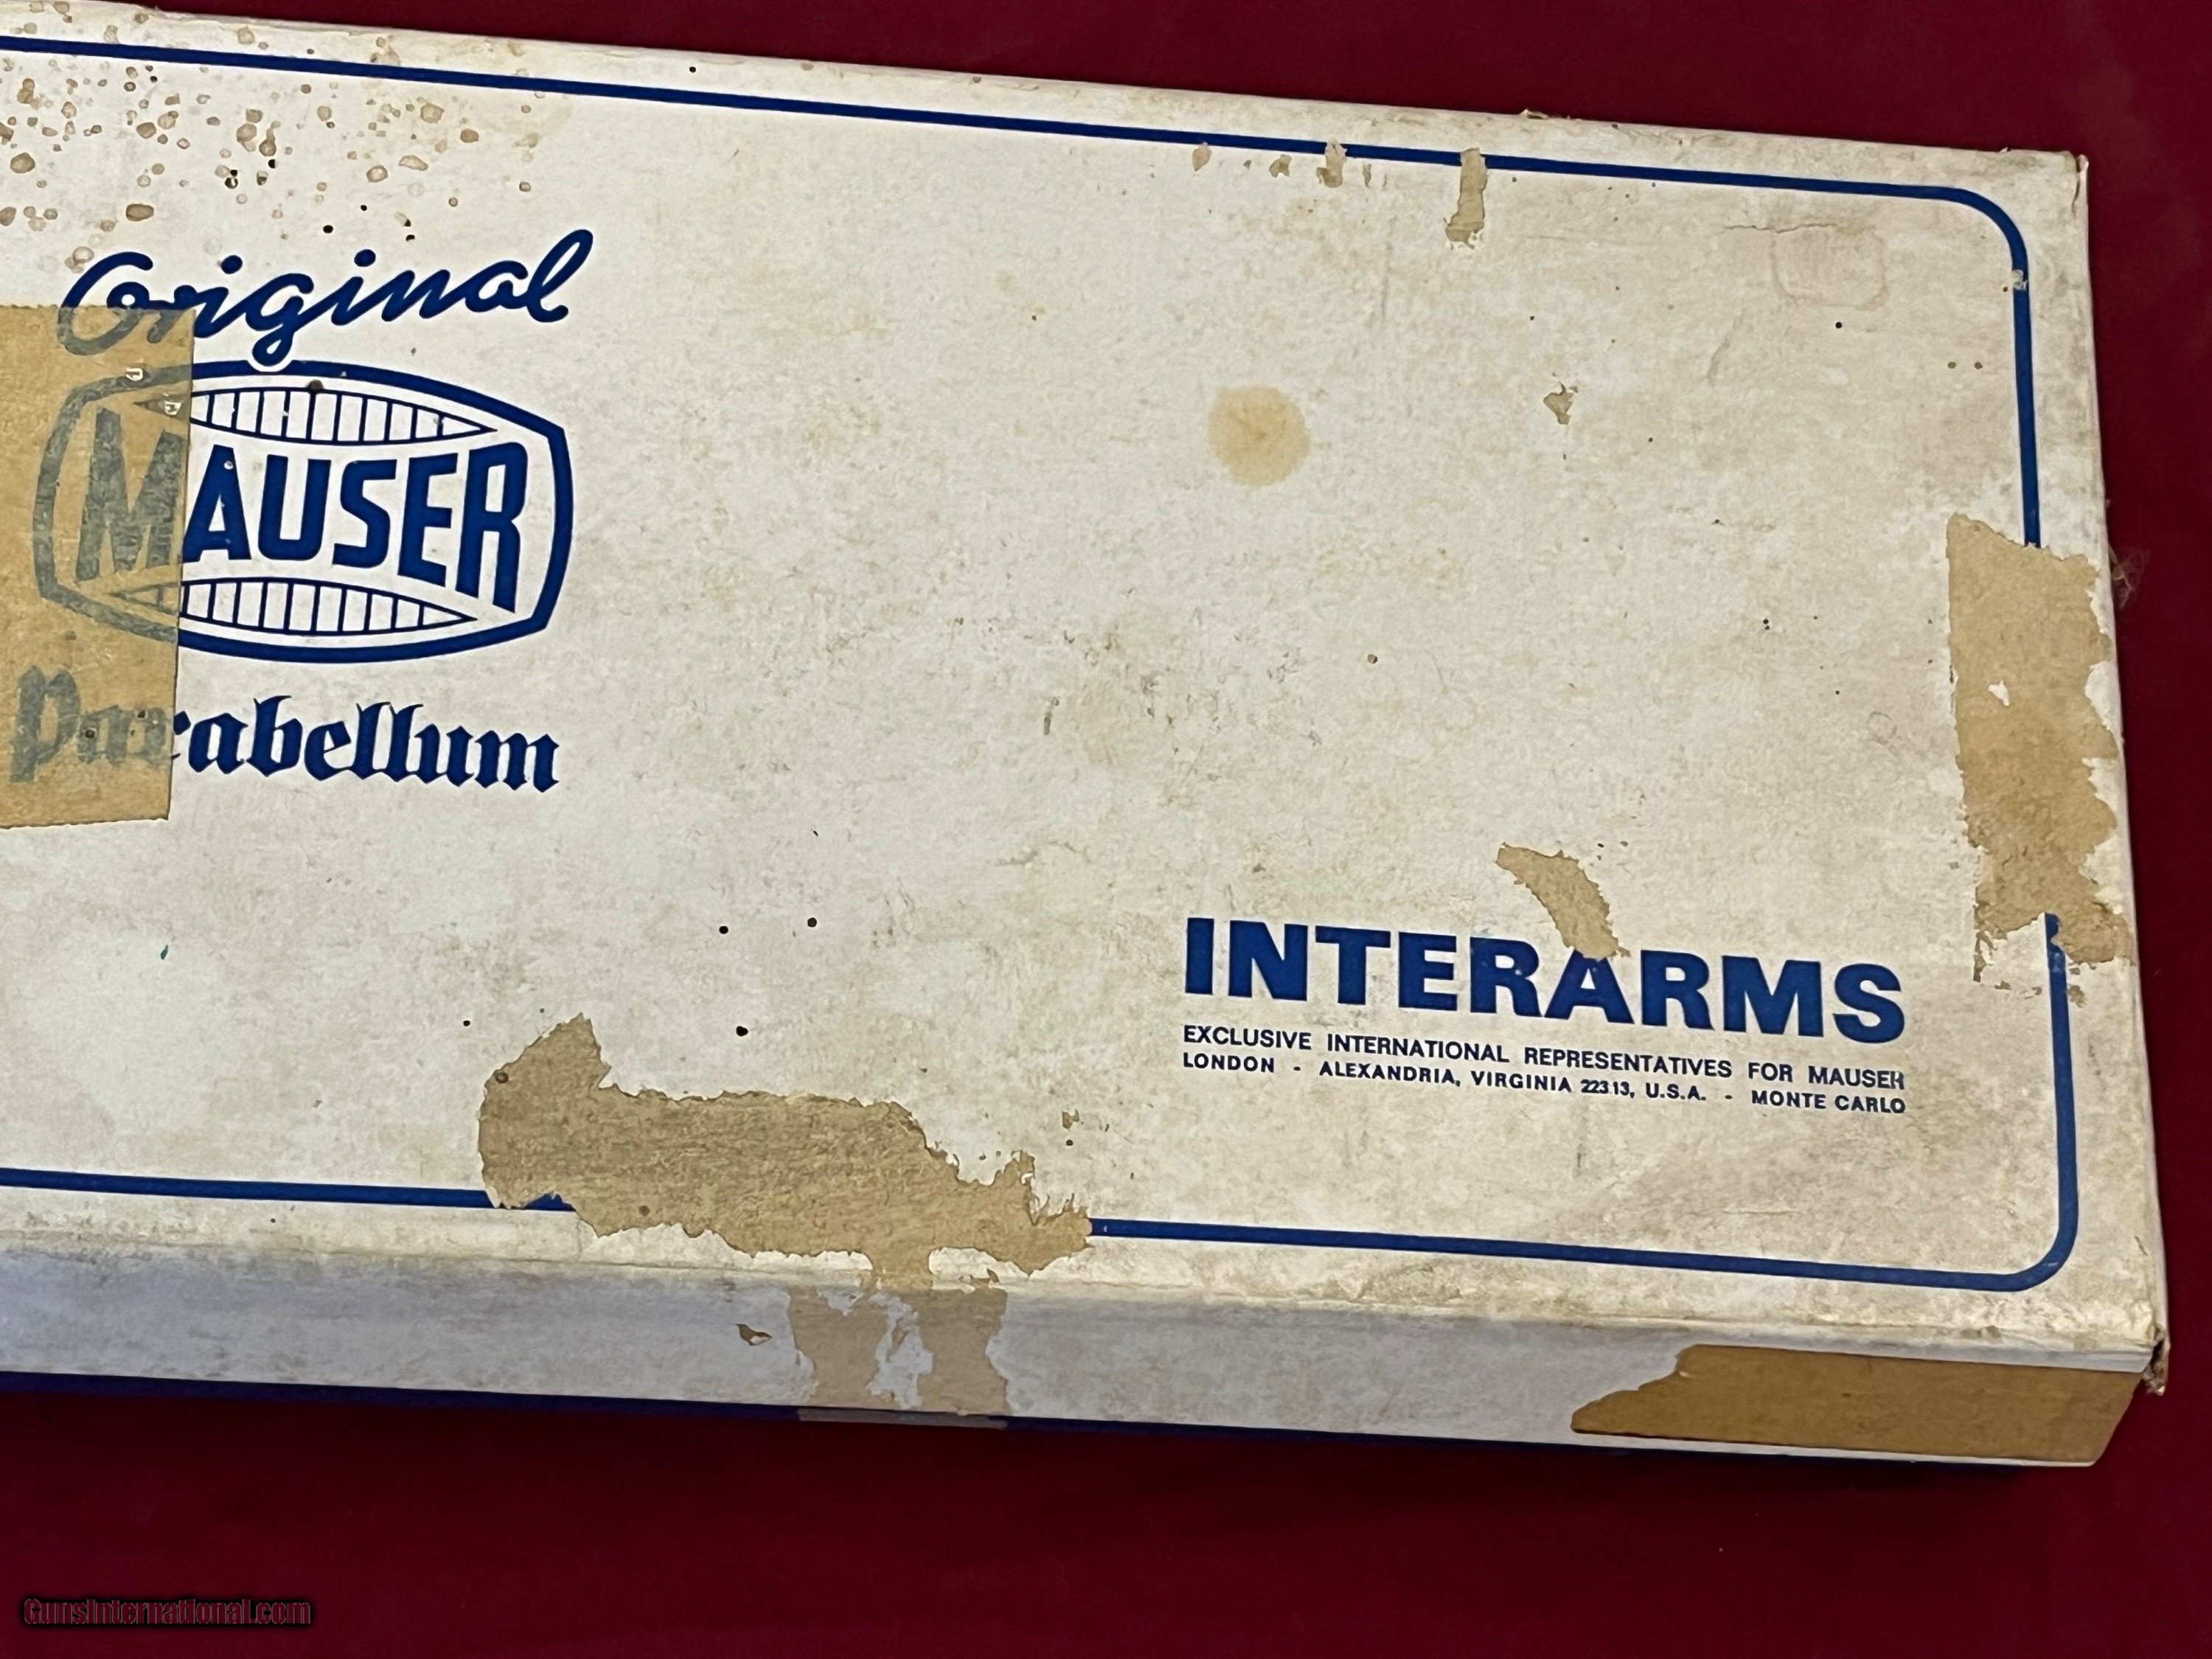 Original
MAUSER
Parabellum
INTERARMS
EXCLUSIVE INTERNATIONAL REPRESENTATIVES FOR MAUSER
LONDON - ALEXANDRIA, VIRGINIA 22313, U.S.A. - MONTE CARLO
GunsInternational.com